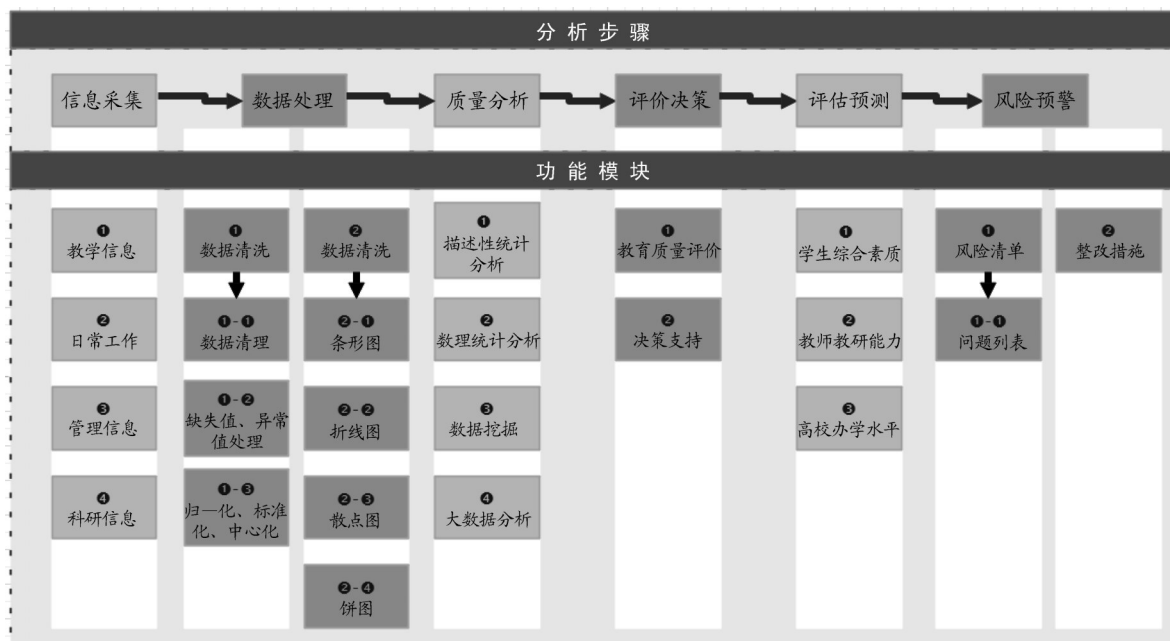 分析步骤
信息采集
数据处理
质量分析
评价决策
评估预测
风险预警
功能模块
❶
教学信息
❷
日常工作
❸
管理信息
❹
科研信息
❶
数据清洗
❶-❶
数据清理
❶-❷
缺失值、异常
值处理
❶-❸
归一化、标准
化、中心化
❷
数据清洗
❷-❶
条形图
❷-❷
折线图
❷-❸
散点图
❷-❹
饼图
❶
描述性统计
分析
❷
数理统计分析
❸
数据挖掘
❹
大数据分析
❶
教育质量评价
❷
决策支持
❶
学生综合素质
❷
教师教研能力
❸
高校办学水平
❶
风险清单
❶-❶
问题列表
❷
整改措施